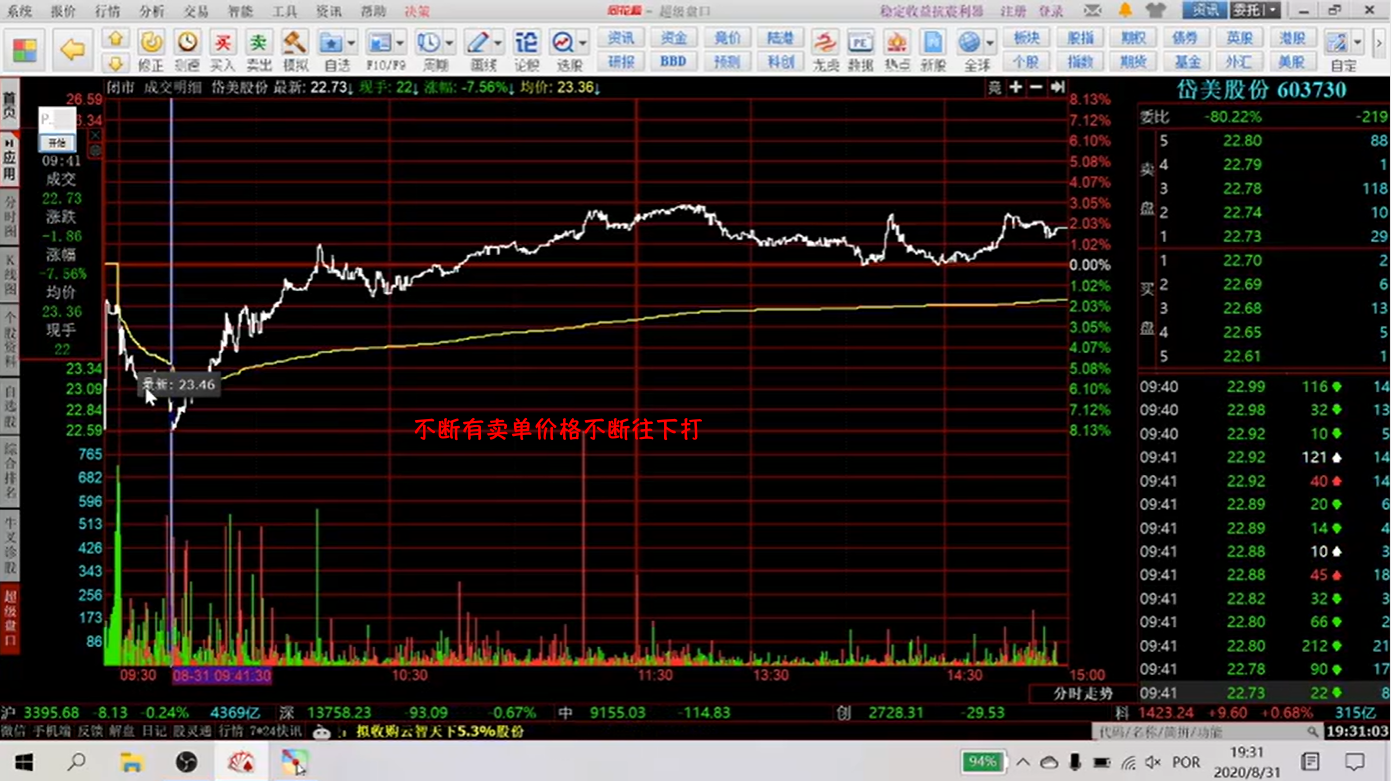 系统 报价 行情 分析 交易 智能 工具 资讯 帮助 决策 同花顺 - 超级盘口 稳定收益抗震利器 注册 登录 资讯 委托
修正 测速 买入 卖出 模拟 自选 F10/F9 周期 画线 论股 选股 资讯 资金 竞价 陆港 板块 股指 期权 债券 英股 港股
研报 BBD 预测 科创 数据 热点 新股 全球 个股 指数 期货 基金 外汇 美股 自定
首页
应用
分时图
K线图
个股资料
自选股
综合排名
牛叉诊股
超级盘口
闭市 成交明细 岱美股份 最新: 22.73↓ 现手: 22↓ 涨幅: -7.56%↓ 均价: 23.36↓
竞
P..
开始
09:41
成交
22.73
涨跌
-1.86
涨幅
-7.56%
均价
23.36
现手
22
26.59
23.34
23.09
22.84
22.59
765
682
596
513
426
343
256
173
86
最新: 23.46
不断有卖单价格不断往下打
8.13%
7.12%
6.10%
5.08%
4.07%
3.05%
2.03%
1.02%
0.00%
1.02%
2.03%
3.05%
4.07%
5.08%
6.10%
7.12%
8.13%
09:30 08-31 09:41:30 10:30 11:30 13:30 14:30 15:00
分时走势
岱美股份 603730
委比 -80.22% -219
卖盘
5 22.80 88
4 22.79 1
3 22.78 118
2 22.74 10
1 22.73 29
买盘
1 22.70 2
2 22.69 6
3 22.68 13
4 22.65 5
5 22.61 1
09:40 22.99 116 14
09:40 22.98 32 13
09:40 22.92 10 5
09:41 22.92 121 14
09:41 22.92 40 14
09:41 22.89 20 6
09:41 22.89 14 4
09:41 22.88 10 3
09:41 22.88 45 18
09:41 22.82 32 3
09:41 22.80 66 2
09:41 22.80 212 21
09:41 22.78 90 17
09:41 22.73 22 8
沪 3395.68 -8.13 -0.24% 4369亿 深 13758.23 -93.09 -0.67% 中 9155.03 -114.83 创 2728.31 -29.53 科 1423.24 +9.60 +0.68% 315亿
微信 手机端 反馈 解盘 日记 股灵通 行情 7*24快讯 拟收购云智天下5.3%股份 代码/名称/简拼/功能 19:31:03
94% POR 19:31
2020/8/31